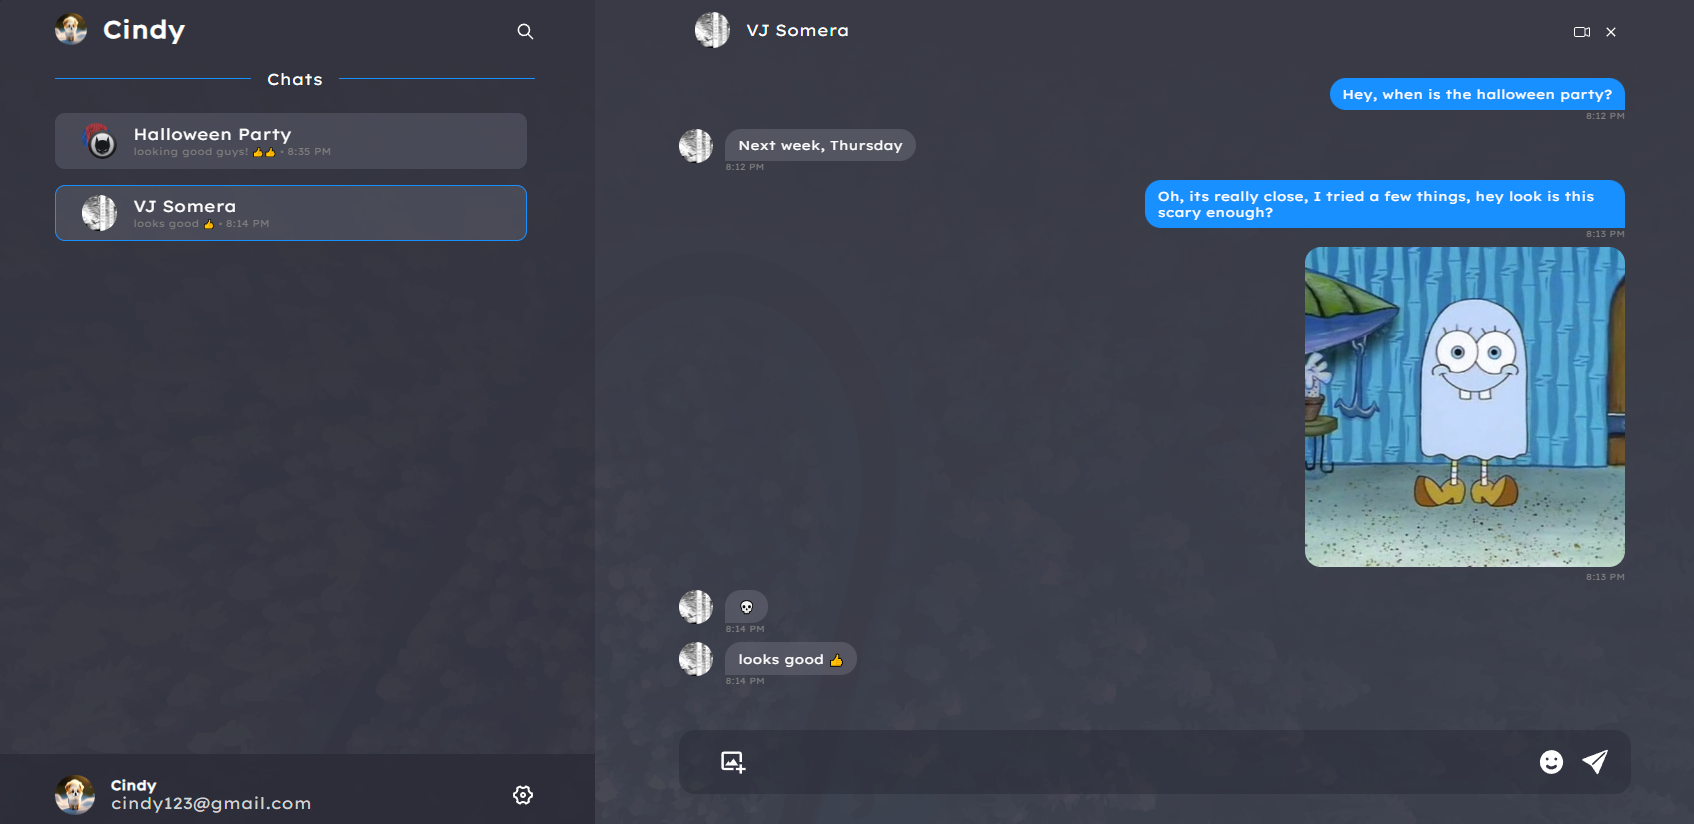 Cindy
Chats
Halloween Party
looking good guys! 👍👍 • 8:35 PM
VJ Somera
looks good 👍 • 8:14 PM
Cindy
cindy123@gmail.com
VJ Somera
Hey, when is the halloween party?
8:12 PM
Next week, Thursday
8:12 PM
Oh, its really close, I tried a few things, hey look is this
scary enough?
8:13 PM
8:13 PM
💀
8:14 PM
looks good 👍
8:14 PM